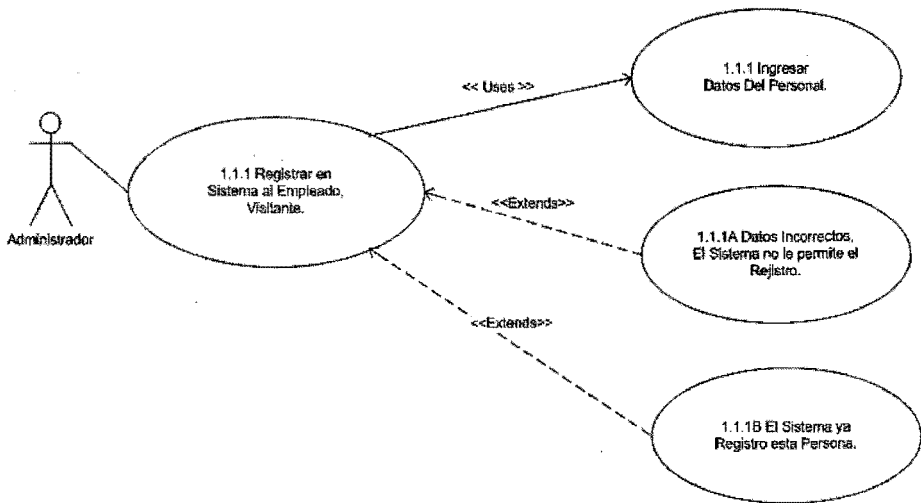 1.1.1 Ingresar
Datos Del Personal.
<< Uses >>
1.1.1 Registrar en
Sistema al Empleado,
Visitante.
Administrador
<<Extends>>
1.1.1A Datos Incorrectos,
El Sistema no le permite el
Rejistro.
<<Extends>>
1.1.1B El Sistema ya
Registro esta Persona.